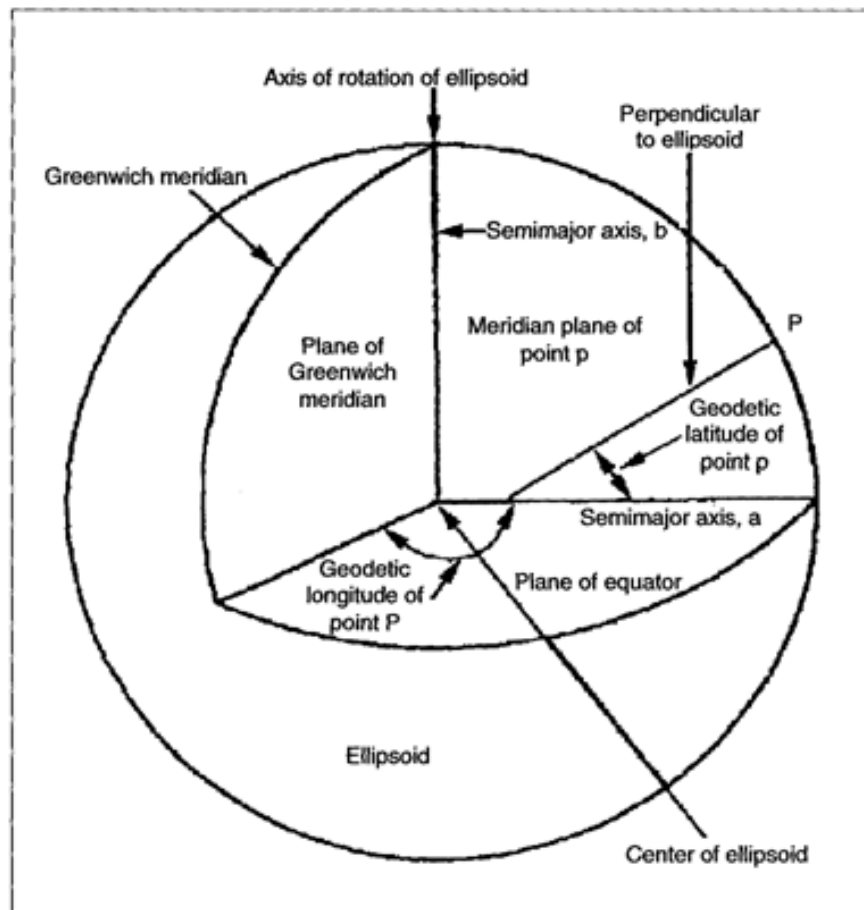 Axis of rotation of ellipsoid
Perpendicular
to ellipsoid
Greenwich meridian
Semimajor axis, b
Meridian plane of
point p
P
Plane of
Greenwich
meridian
Geodetic
latitude of
point p
Semimajor axis, a
Geodetic
longitude of
point P
Plane of equator
Ellipsoid
Center of ellipsoid